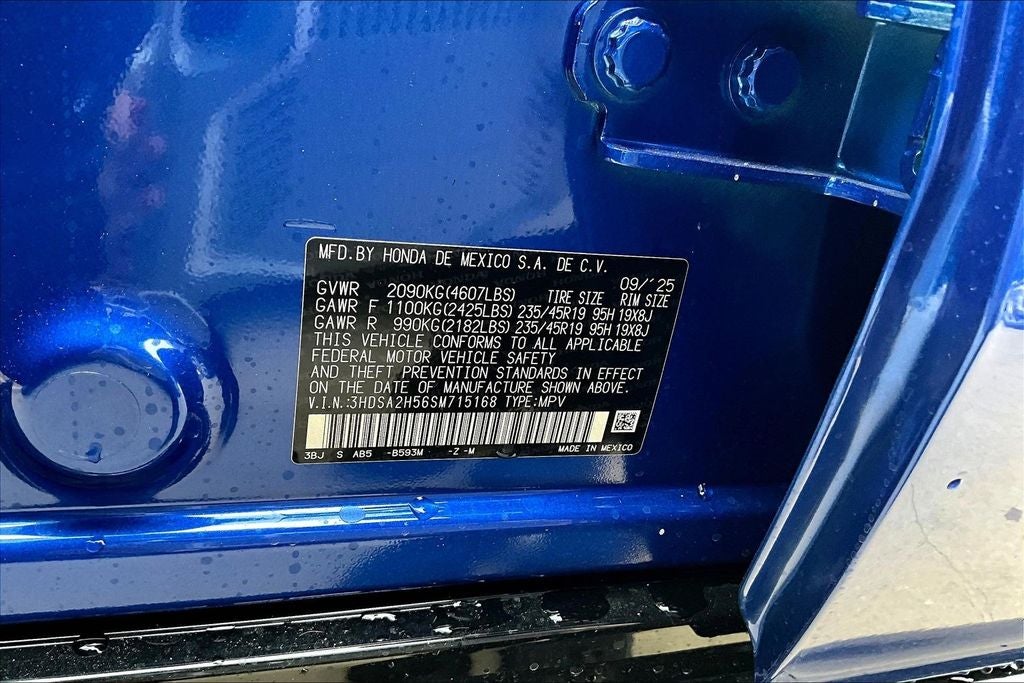 MFD.BY HONDA DE MEXICO S.A. DE C.V.
09/'25
GVWR 2090KG(4607LBS) TIRE SIZE RIM SIZE
GAWR F 1100KG(2425LBS) 235/45R19 95H 19X8J
GAWR R 990KG(2182LBS) 235/45R19 95H 19X8J
THIS VEHICLE CONFORMS TO ALL APPLICABLE
FEDERAL MOTOR VEHICLE SAFETY
AND THEFT PREVENTION STANDARDS IN EFFECT
ON THE DATE OF MANUFACTURE SHOWN ABOVE.
V.I.N.:3HDSA2H56SM715168 TYPE:MPV
3BJ S AB5 -B593M -Z -M MADE IN MEXICO